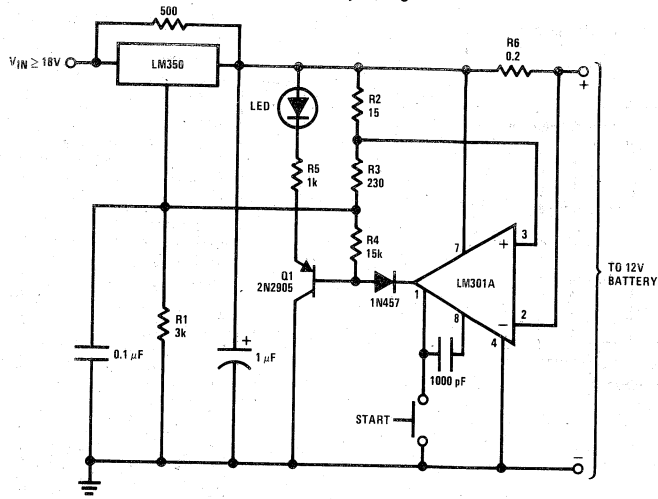 500
VIN ≥ 18V
LM350
R6
0.2
+
LED
R2
15
R5
1k
R3
230
R4
15k
7
+
3
Q1
2N2905
1N457
LM301A
TO 12V
BATTERY
1
8
−
2
4
R1
3k
0.1 μF
+
1 μF
1000 pF
START
−